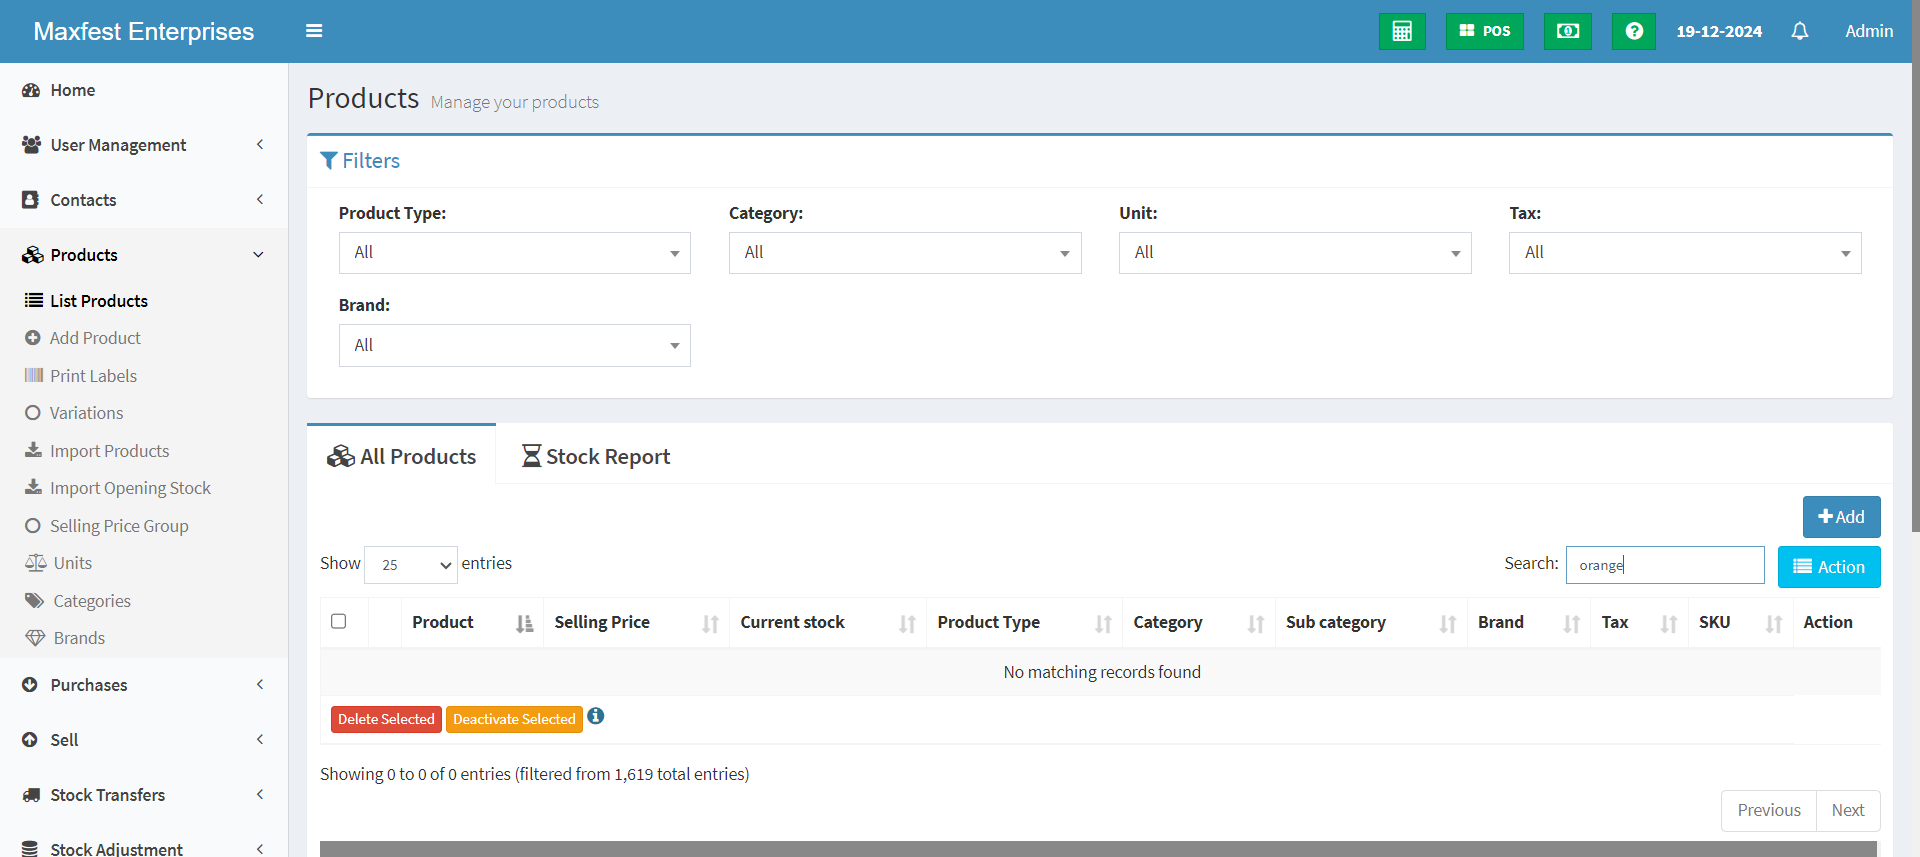 Maxfest Enterprises
POS
19-12-2024
Admin
Home
User Management
Contacts
Products
List Products
Add Product
Print Labels
Variations
Import Products
Import Opening Stock
Selling Price Group
Units
Categories
Brands
Purchases
Sell
Stock Transfers
Stock Adjustment
Products Manage your products
Filters
Product Type: Category: Unit: Tax:
All All All All
Brand:
All
All Products Stock Report
Add
Show 25 entries Search: orange Action
Product Selling Price Current stock Product Type Category Sub category Brand Tax SKU Action
No matching records found
Delete Selected Deactivate Selected
Showing 0 to 0 of 0 entries (filtered from 1,619 total entries)
Previous Next